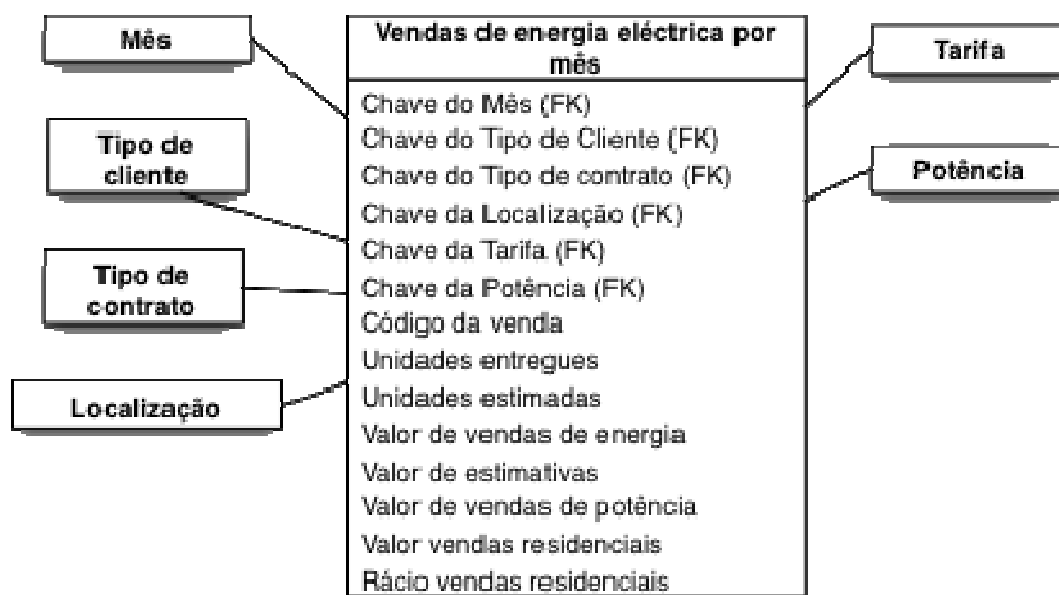 Mês
Tipo de
cliente
Tipo de
contrato
Localização
Vendas de energia eléctrica por
mês
Chave do Mês (FK)
Chave do Tipo de Cliente (FK)
Chave do Tipo de contrato (FK)
Chave da Localização (FK)
Chave da Tarifa (FK)
Chave da Potência (FK)
Código da venda
Unidades entregues
Unidades estimadas
Valor de vendas de energia
Valor de estimativas
Valor de vendas de potência
Valor vendas residenciais
Rácio vendas residenciais
Tarifa
Potência